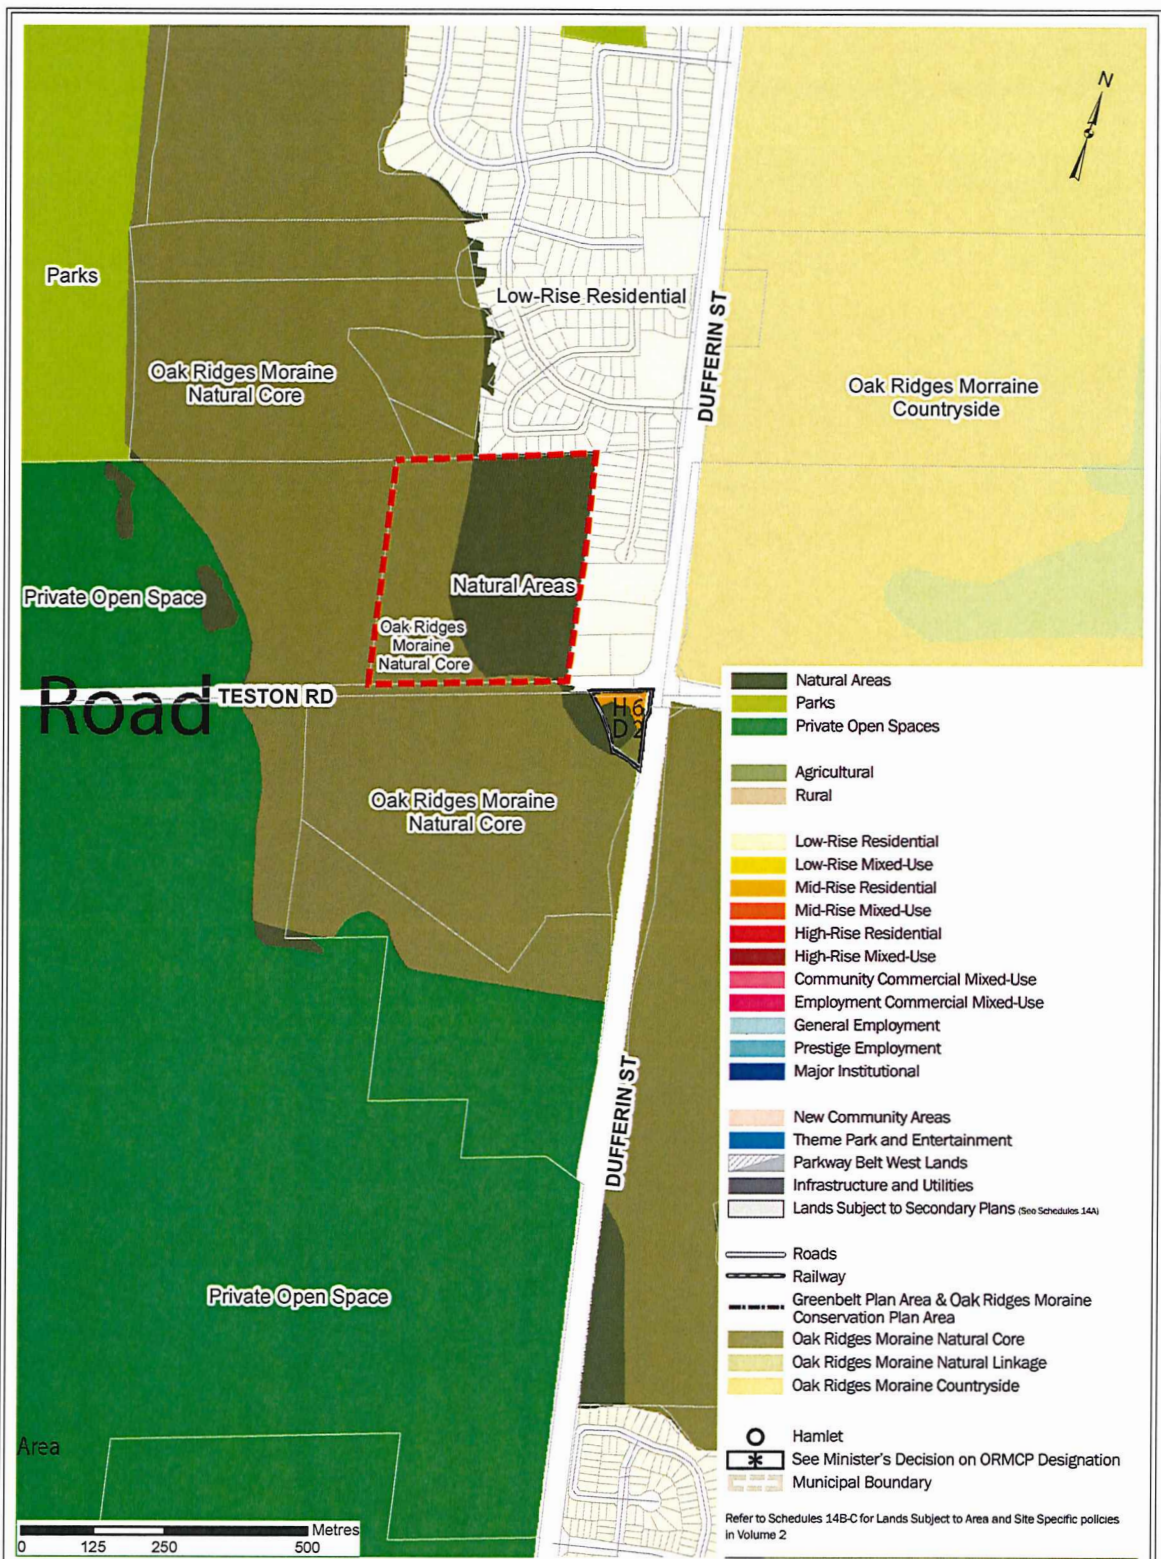 N
Parks
Low-Rise Residential
DUFFERIN ST
Oak Ridges Moraine
Natural Core
Oak Ridges Morraine
Countryside
Natural Areas
Private Open Space
Oak Ridges
Moraine
Natural Core
Road
TESTON RD
H 6
D 2
Oak Ridges Moraine
Natural Core
DUFFERIN ST
Private Open Space
Area
Metres
0 125 250 500
Natural Areas
Parks
Private Open Spaces
Agricultural
Rural
Low-Rise Residential
Low-Rise Mixed-Use
Mid-Rise Residential
Mid-Rise Mixed-Use
High-Rise Residential
High-Rise Mixed-Use
Community Commercial Mixed-Use
Employment Commercial Mixed-Use
General Employment
Prestige Employment
Major Institutional
New Community Areas
Theme Park and Entertainment
Parkway Belt West Lands
Infrastructure and Utilities
Lands Subject to Secondary Plans (See Schedules 14A)
Roads
Railway
Greenbelt Plan Area & Oak Ridges Moraine
Conservation Plan Area
Oak Ridges Moraine Natural Core
Oak Ridges Moraine Natural Linkage
Oak Ridges Moraine Countryside
Hamlet
See Minister's Decision on ORMCP Designation
Municipal Boundary
Refer to Schedules 14B-C for Lands Subject to Area and Site Specific policies
in Volume 2